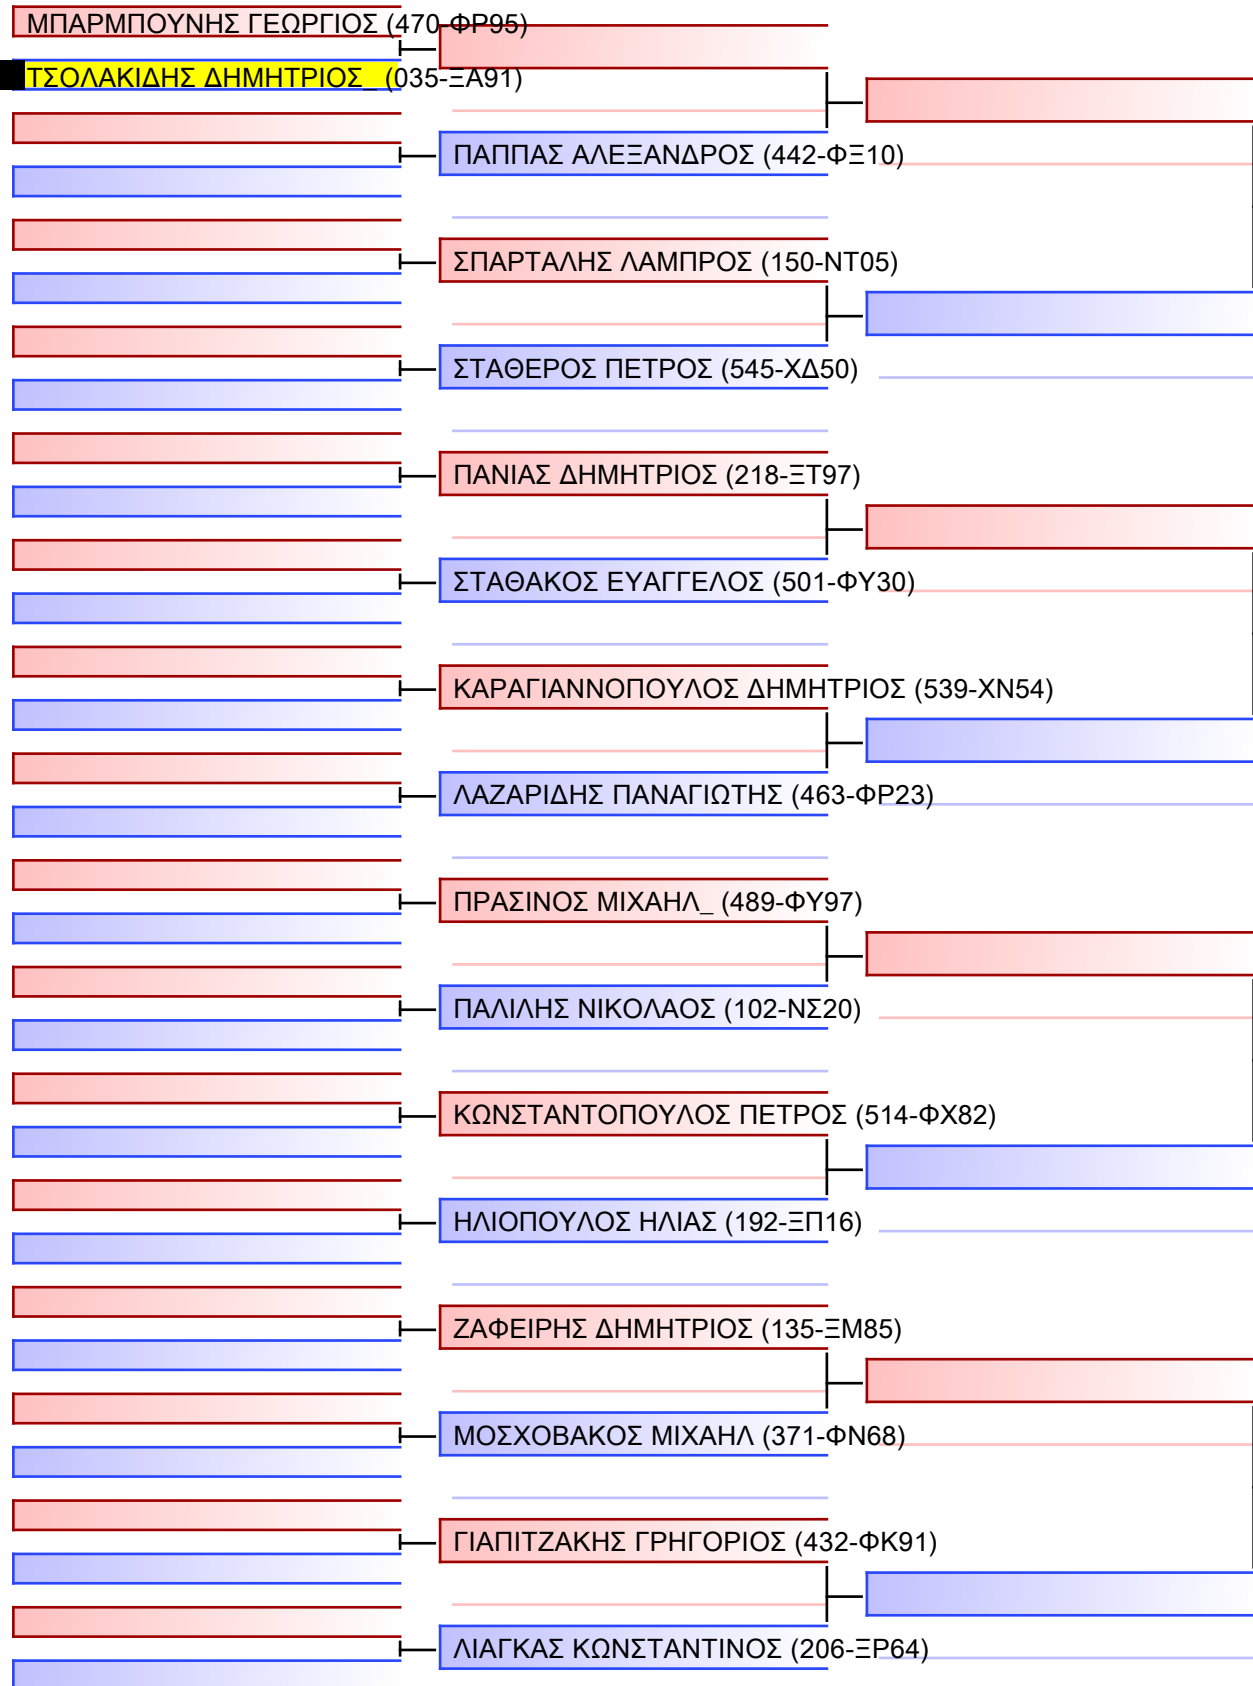 ΜΠΑΡΜΠΟΥΝΗΣ ΓΕΩΡΓΙΟΣ (470-ΦΡ95)
ΤΣΟΛΑΚΙΔΗΣ ΔΗΜΗΤΡΙΟΣ_ (035-ΞΑ91)
ΠΑΠΠΑΣ ΑΛΕΞΑΝΔΡΟΣ (442-ΦΞ10)
ΣΠΑΡΤΑΛΗΣ ΛΑΜΠΡΟΣ (150-ΝΤ05)
ΣΤΑΘΕΡΟΣ ΠΕΤΡΟΣ (545-ΧΔ50)
ΠΑΝΙΑΣ ΔΗΜΗΤΡΙΟΣ (218-ΞΤ97)
ΣΤΑΘΑΚΟΣ ΕΥΑΓΓΕΛΟΣ (501-ΦΥ30)
ΚΑΡΑΓΙΑΝΝΟΠΟΥΛΟΣ ΔΗΜΗΤΡΙΟΣ (539-ΧΝ54)
ΛΑΖΑΡΙΔΗΣ ΠΑΝΑΓΙΩΤΗΣ (463-ΦΡ23)
ΠΡΑΣΙΝΟΣ ΜΙΧΑΗΛ_ (489-ΦΥ97)
ΠΑΛΙΛΗΣ ΝΙΚΟΛΑΟΣ (102-ΝΣ20)
ΚΩΝΣΤΑΝΤΟΠΟΥΛΟΣ ΠΕΤΡΟΣ (514-ΦΧ82)
ΗΛΙΟΠΟΥΛΟΣ ΗΛΙΑΣ (192-ΞΠ16)
ΖΑΦΕΙΡΗΣ ΔΗΜΗΤΡΙΟΣ (135-ΞΜ85)
ΜΟΣΧΟΒΑΚΟΣ ΜΙΧΑΗΛ (371-ΦΝ68)
ΓΙΑΠΙΤΖΑΚΗΣ ΓΡΗΓΟΡΙΟΣ (432-ΦΚ91)
ΛΙΑΓΚΑΣ ΚΩΝΣΤΑΝΤΙΝΟΣ (206-ΞΡ64)